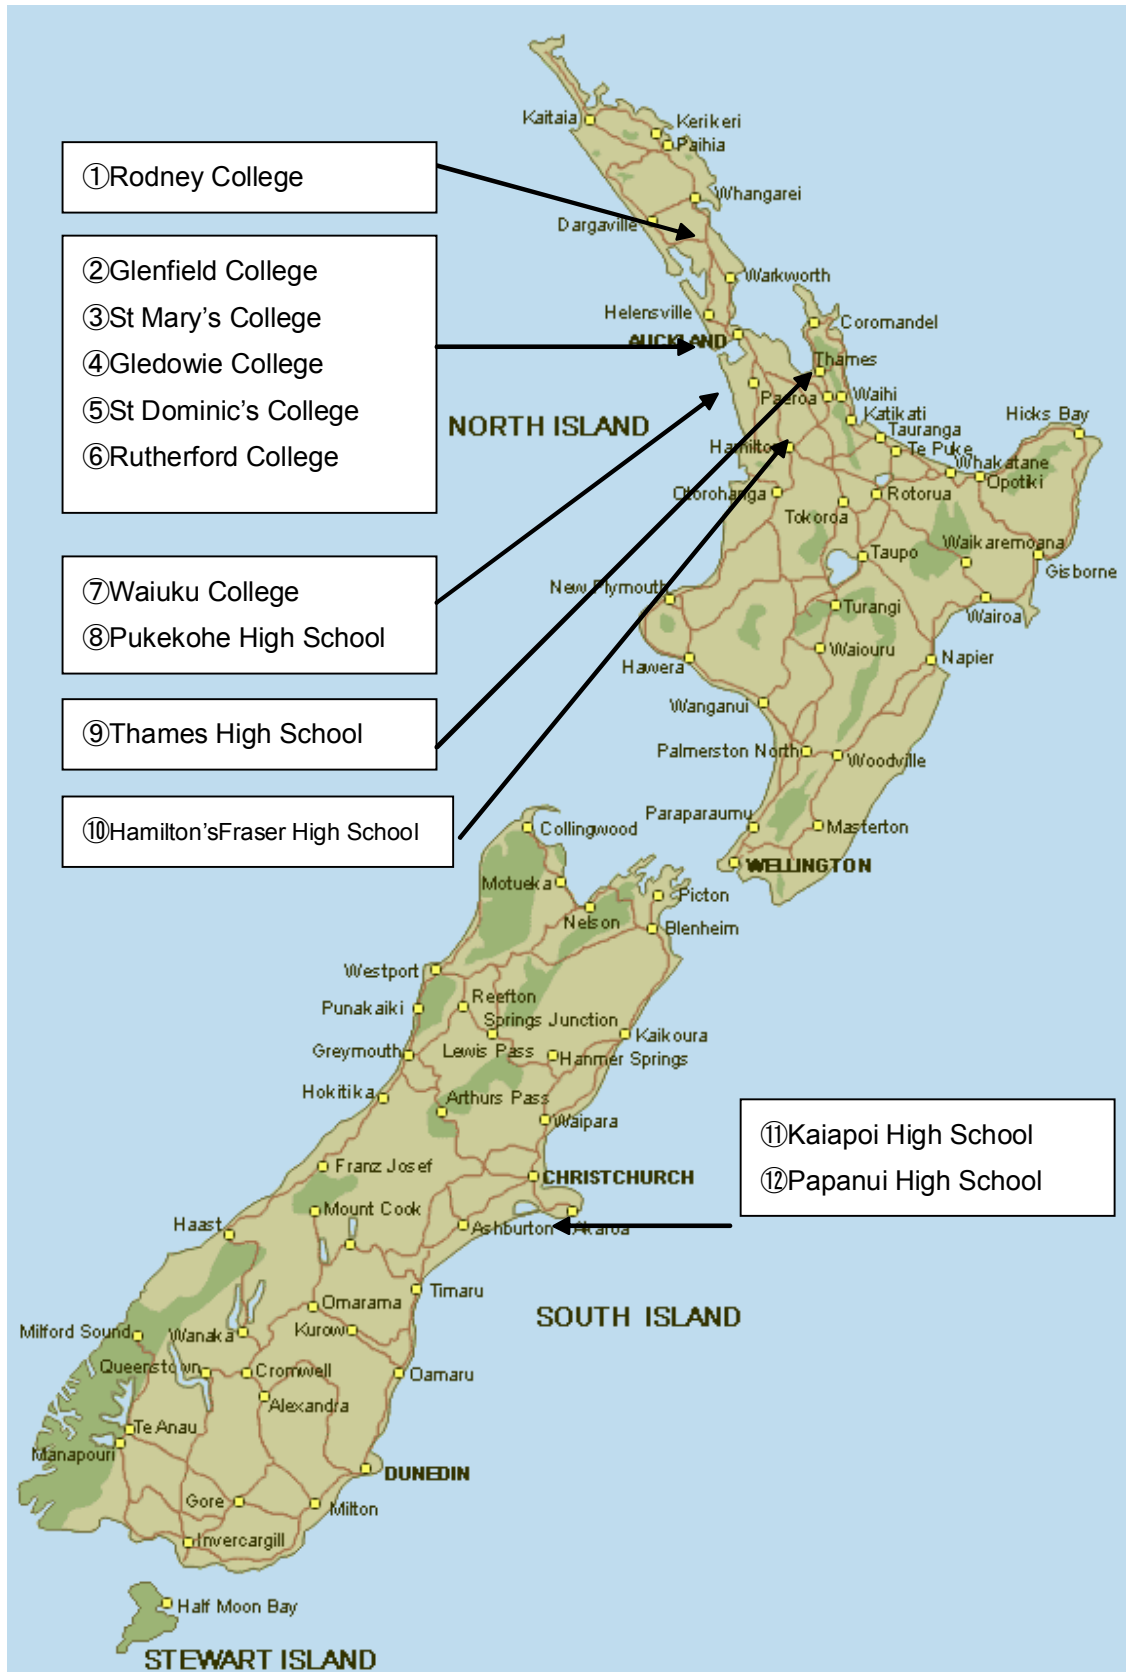 Kaitaia
Kerikeri
Paihia
①Rodney College
Whangarei
Dargaville
②Glenfield College
③St Mary’s College
④Gledowie College
⑤St Dominic’s College
⑥Rutherford College
Warkworth
Helensville
Coromandel
AUCKLAND
Thames
Paeroa
Waihi
Katikati
NORTH ISLAND
Hicks Bay
Tauranga
Hamilton
Te Puke
Whakatane
Opotiki
Otorohanga
Rotorua
Tokoroa
Waikaremoana
Taupo
Gisborne
⑦Waiuku College
⑧Pukekohe High School
New Plymouth
Turangi
Wairoa
Waiouru
Napier
Hawera
Wanganui
⑨Thames High School
Palmerston North
Woodville
⑩Hamilton’sFraser High School
Paraparaumu
Collingwood
Masterton
WELLINGTON
Motueka
Picton
Nelson
Blenheim
Westport
Reefton
Punakaiki
Springs Junction
Kaikoura
Greymouth
Lewis Pass
Hanmer Springs
Hokitika
Arthurs Pass
Waipara
⑪Kaiapoi High School
⑫Papanui High School
Franz Josef
CHRISTCHURCH
Mount Cook
Haast
Ashburton
Akaroa
Timaru
Omarama
SOUTH ISLAND
Milford Sound
Wanaka
Kurow
Queenstown
Cromwell
Oamaru
Alexandra
Te Anau
Manapouri
DUNEDIN
Gore
Milton
Invercargill
Half Moon Bay
STEWART ISLAND